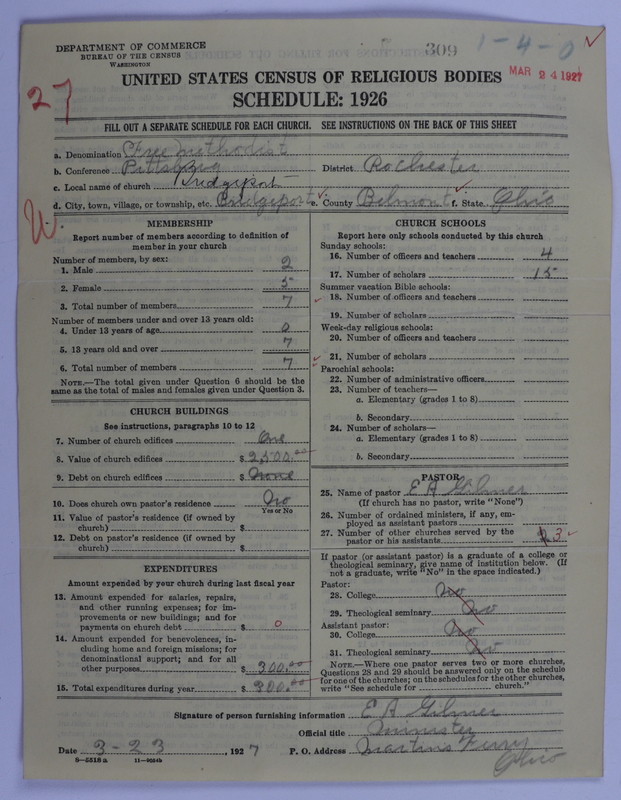 DEPARTMENT OF COMMERCE
BUREAU OF THE CENSUS
WASHINGTON
309
1-4-0
MAR 24 1927
27
UNITED STATES CENSUS OF RELIGIOUS BODIES
SCHEDULE: 1926
FILL OUT A SEPARATE SCHEDULE FOR EACH CHURCH. SEE INSTRUCTIONS ON THE BACK OF THIS SHEET
a. Denomination Free Methodist
b. Conference Pittsburg District Rochester
c. Local name of church Bridgeport
d. City, town, village, or township, etc. Bridgeport e. County Belmont f. State Ohio
W.
MEMBERSHIP
Report number of members according to definition of
member in your church
Number of members, by sex:
1. Male 2
2. Female 5
3. Total number of members 7
Number of members under and over 13 years old:
4. Under 13 years of age 0
5. 13 years old and over 7
6. Total number of members 7
NOTE.—The total given under Question 6 should be the
same as the total of males and females given under Question 3.
CHURCH BUILDINGS
See instructions, paragraphs 10 to 12
7. Number of church edifices One
8. Value of church edifices $ 2,500.00
9. Debt on church edifices $ None
10. Does church own pastor's residence No
Yes or No
11. Value of pastor's residence (if owned by
church) $
12. Debt on pastor's residence (if owned by
church) $
EXPENDITURES
Amount expended by your church during last fiscal year
13. Amount expended for salaries, repairs,
and other running expenses; for im-
provements or new buildings; and for
payments on church debt $ 0
14. Amount expended for benevolences, in-
cluding home and foreign missions; for
denominational support; and for all
other purposes $ 300.00
15. Total expenditures during year $ 300.00
CHURCH SCHOOLS
Report here only schools conducted by this church
Sunday schools:
16. Number of officers and teachers 4
17. Number of scholars 15
Summer vacation Bible schools:
18. Number of officers and teachers
19. Number of scholars
Week-day religious schools:
20. Number of officers and teachers
21. Number of scholars
Parochial schools:
22. Number of administrative officers
23. Number of teachers—
a. Elementary (grades 1 to 8)
b. Secondary
24. Number of scholars—
a. Elementary (grades 1 to 8)
b. Secondary
PASTOR
25. Name of pastor E A Gilmer
(If church has no pastor, write "None")
26. Number of ordained ministers, if any, em-
ployed as assistant pastors
27. Number of other churches served by the
pastor or his assistants 3
If pastor (or assistant pastor) is a graduate of a college or
theological seminary, give name of institution below. (If
not a graduate, write "No" in the space indicated.)
Pastor:
28. College No
29. Theological seminary No
Assistant pastor:
30. College No
31. Theological seminary No
NOTE.—Where one pastor serves two or more churches,
Questions 28 and 29 should be answered only on the schedule
for one of the churches; on the schedules for the other churches,
write "See schedule for church."
Signature of person furnishing information E A Gilmer
Official title Minister
Date 3-23, 1927 P. O. Address Martins Ferry
Ohio
8-5518 a 11-9054b